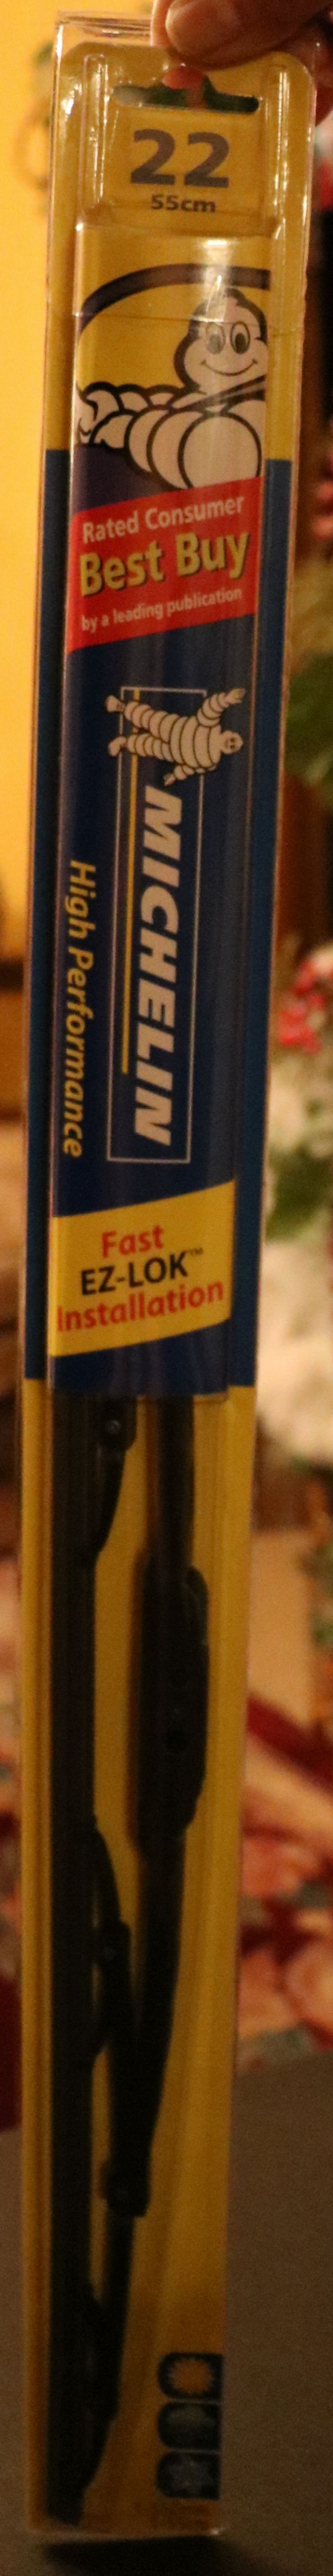 22
55cm
Rated Consumer
Best Buy
by a leading publication
MICHELIN
High Performance
Fast
EZ-LOK™
Installation